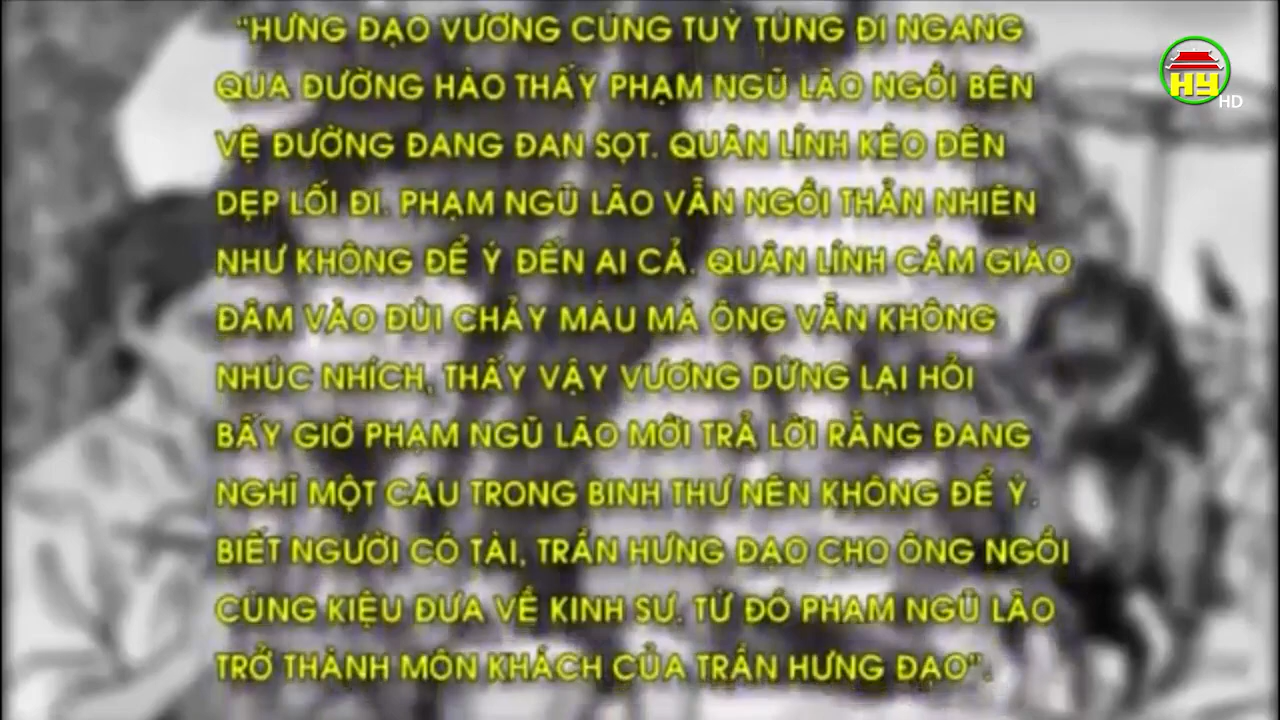 "HƯNG ĐẠO VƯƠNG CÙNG TUỲ TÙNG ĐI NGANG
QUA ĐƯỜNG HÀO THẤY PHẠM NGŨ LÃO NGỒI BÊN
VỆ ĐƯỜNG ĐANG ĐAN SỌT. QUÂN LÍNH KÉO ĐẾN
DẸP LỐI ĐI. PHẠM NGŨ LÃO VẪN NGỒI THẢN NHIÊN
NHƯ KHÔNG ĐỂ Ý ĐẾN AI CẢ. QUÂN LÍNH CẦM GIÁO
ĐÂM VÀO ĐÙI CHẢY MÁU MÀ ÔNG VẪN KHÔNG
NHÚC NHÍCH, THẤY VẬY VƯƠNG DỪNG LẠI HỎI
BẤY GIỜ PHẠM NGŨ LÃO MỚI TRẢ LỜI RẰNG ĐANG
NGHĨ MỘT CÂU TRONG BINH THƯ NÊN KHÔNG ĐỂ Ý.
BIẾT NGƯỜI CÓ TÀI, TRẦN HƯNG ĐẠO CHO ÔNG NGỒI
CÙNG KIỆU ĐƯA VỀ KINH SƯ. TỪ ĐÓ PHẠM NGŨ LÃO
TRỞ THÀNH MÔN KHÁCH CỦA TRẦN HƯNG ĐẠO".
HY
HD